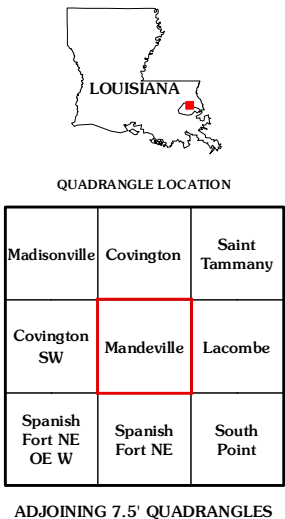 LOUISIANA
QUADRANGLE LOCATION
Madisonville
Covington
Saint
Tammany
Covington
SW
Mandeville
Lacombe
Spanish
Fort NE
OE W
Spanish
Fort NE
South
Point
ADJOINING 7.5' QUADRANGLES